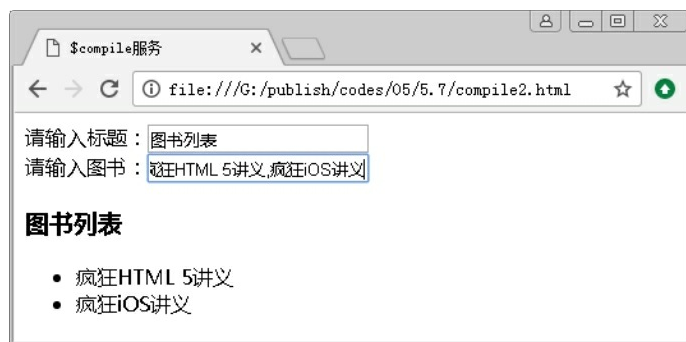 $compile服务
file:///G:/publish/codes/05/5.7/compile2.html
请输入标题：图书列表
请输入图书：疯狂HTML 5讲义,疯狂iOS讲义
图书列表
疯狂HTML 5讲义
疯狂iOS讲义